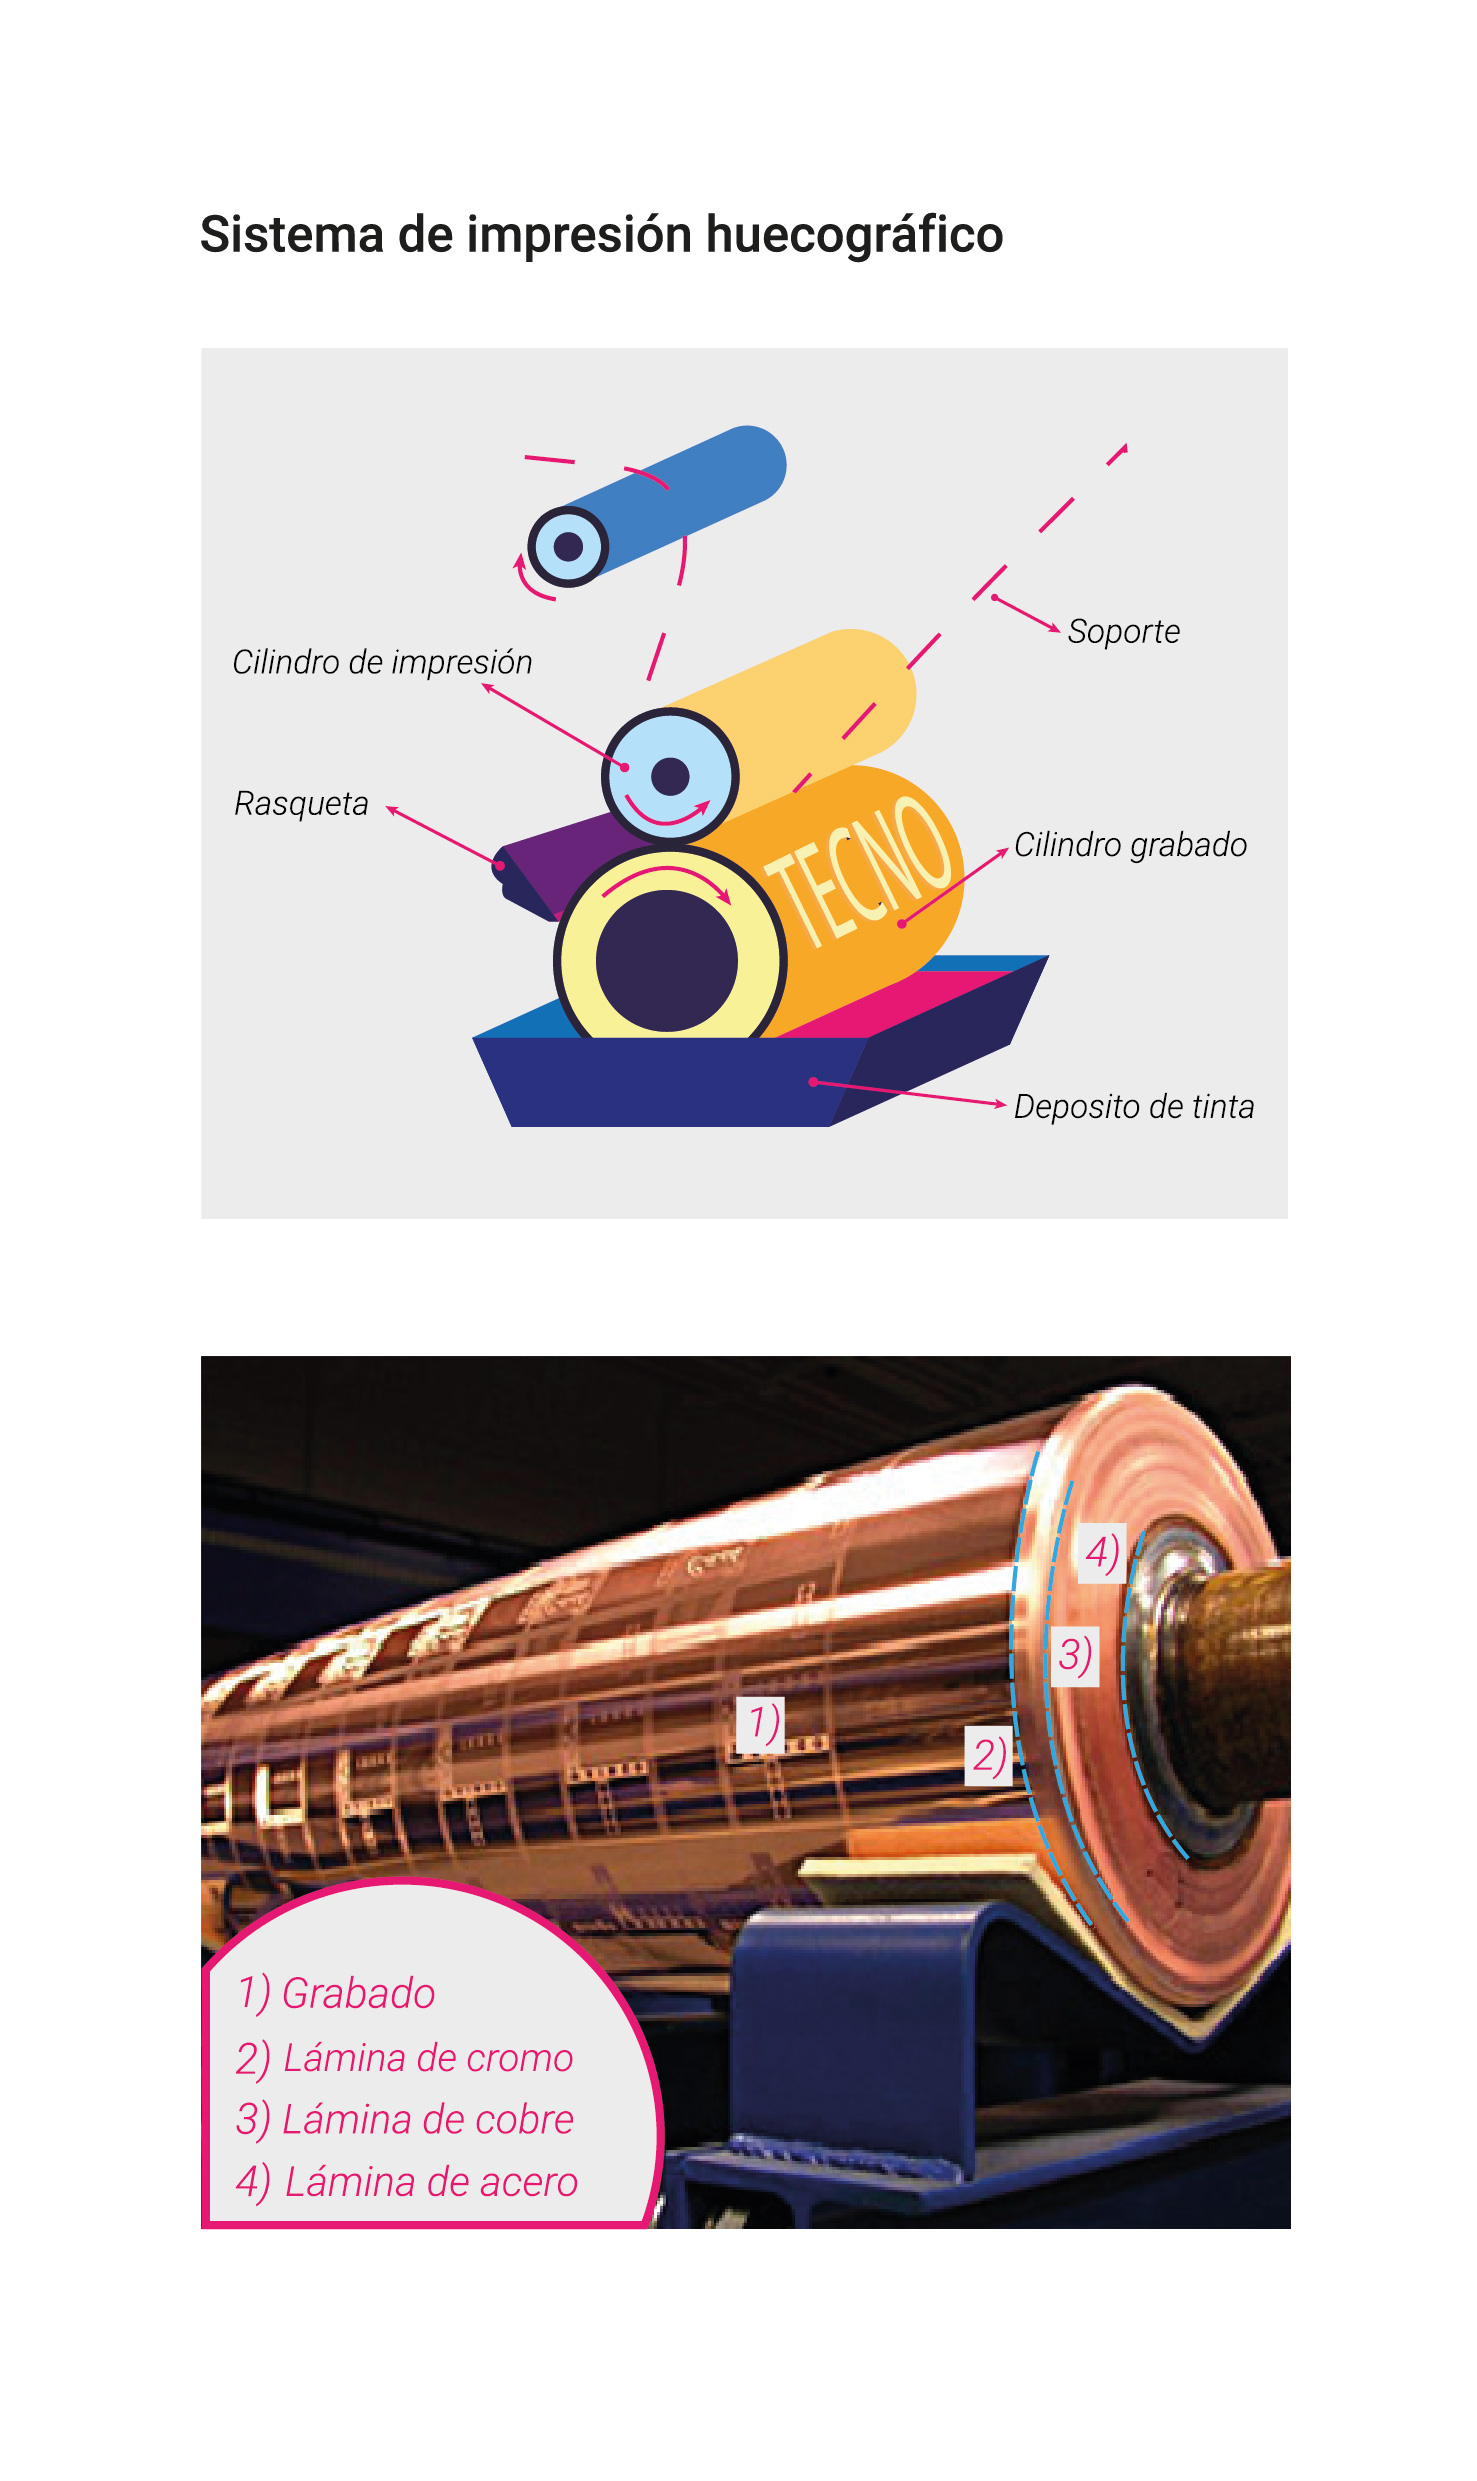 Sistema de impresión huecográfico
Soporte
Cilindro de impresión
Rasqueta
Cilindro grabado
TECNO
Deposito de tinta
4)
3)
1)
2)
1) Grabado
2) Lámina de cromo
3) Lámina de cobre
4) Lámina de acero